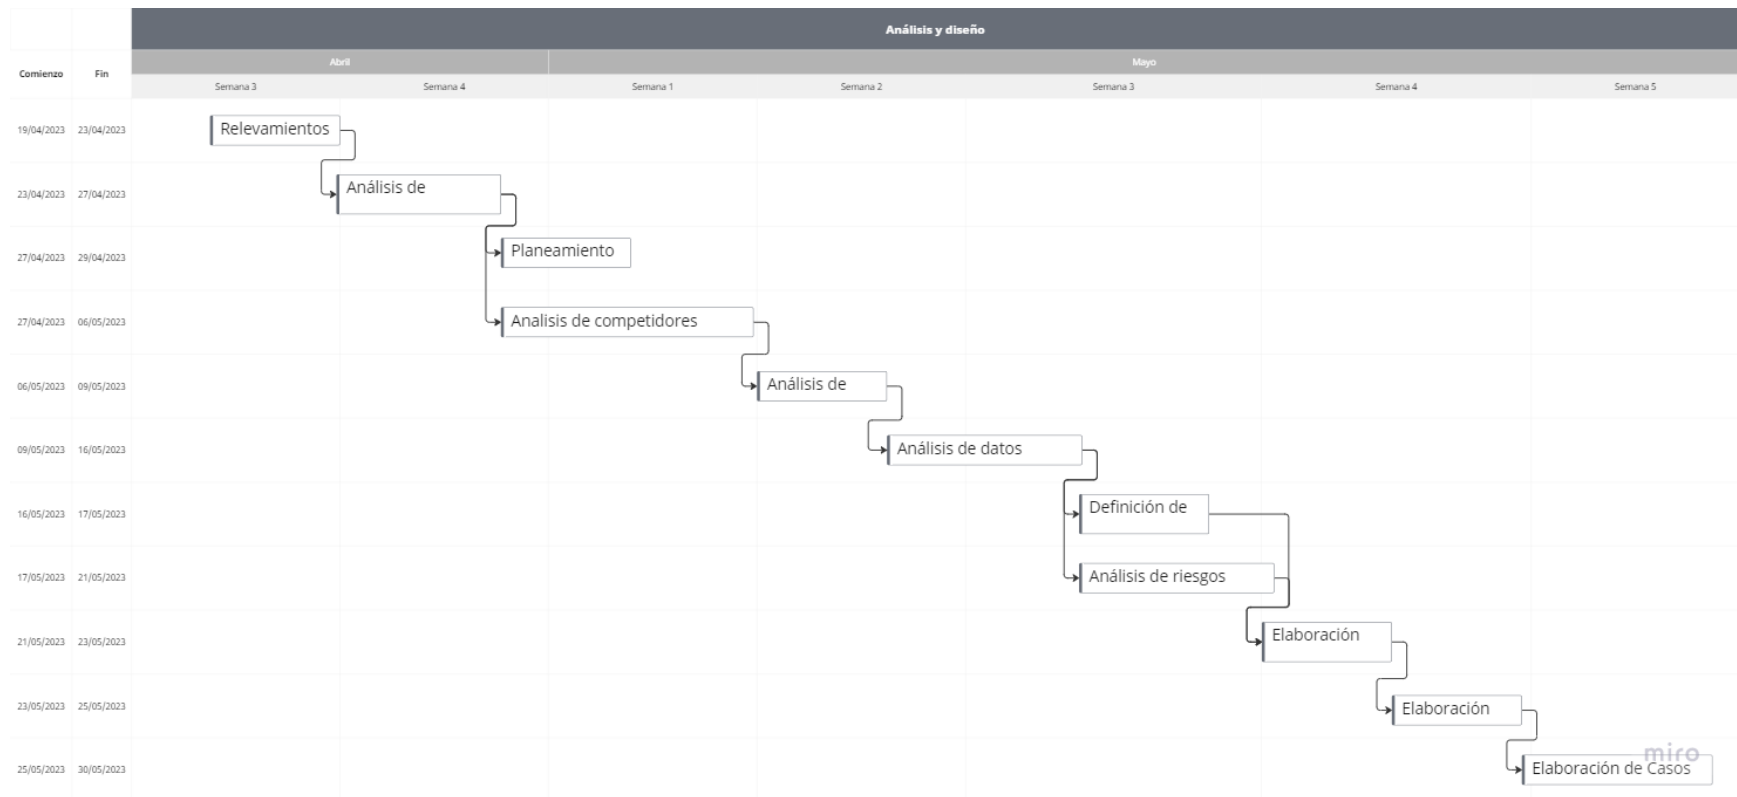 Análisis y diseño
Comienzo Fin Abril Mayo
Semana 3 Semana 4 Semana 1 Semana 2 Semana 3 Semana 4 Semana 5
19/04/2023 23/04/2023 Relevamientos
23/04/2023 27/04/2023 Análisis de
27/04/2023 29/04/2023 Planeamiento
27/04/2023 06/05/2023 Analisis de competidores
06/05/2023 09/05/2023 Análisis de
09/05/2023 16/05/2023 Análisis de datos
16/05/2023 17/05/2023 Definición de
17/05/2023 21/05/2023 Análisis de riesgos
21/05/2023 23/05/2023 Elaboración
23/05/2023 25/05/2023 Elaboración
miro
25/05/2023 30/05/2023 Elaboración de Casos